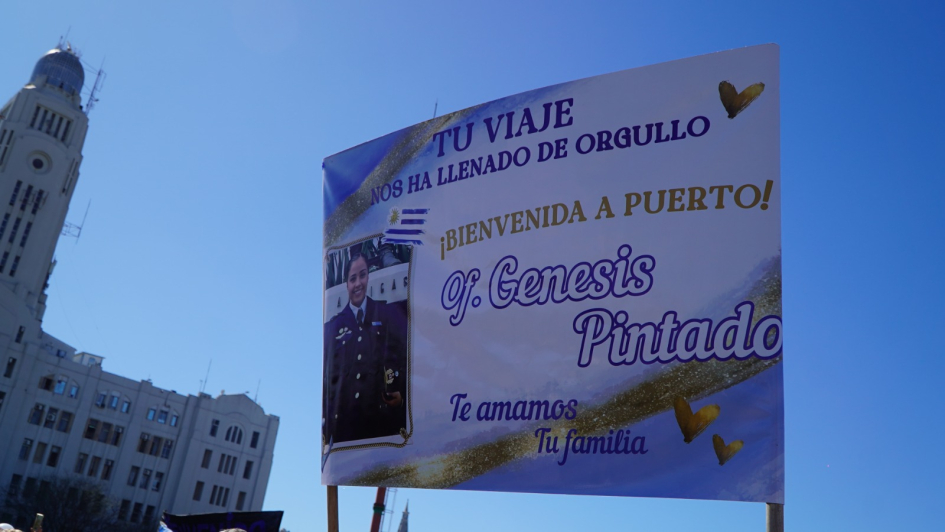 TU VIAJE
NOS HA LLENADO DE ORGULLO
¡BIENVENIDA A PUERTO!
Of. Genesis
Pintado
Te amamos
Tu familia